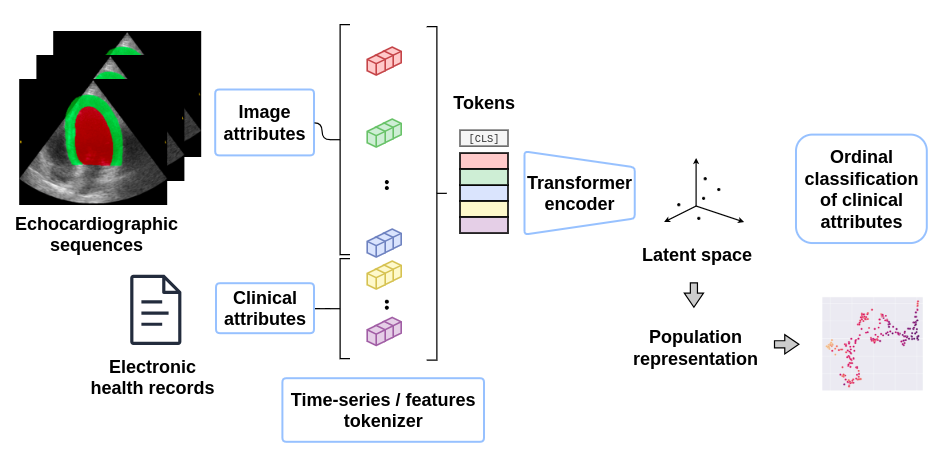 Echocardiographic
sequences
Electronic
health records
Image
attributes
Clinical
attributes
Time-series / features
tokenizer
Tokens
[CLS]
Transformer
encoder
Latent space
Population
representation
Ordinal
classification
of clinical
attributes